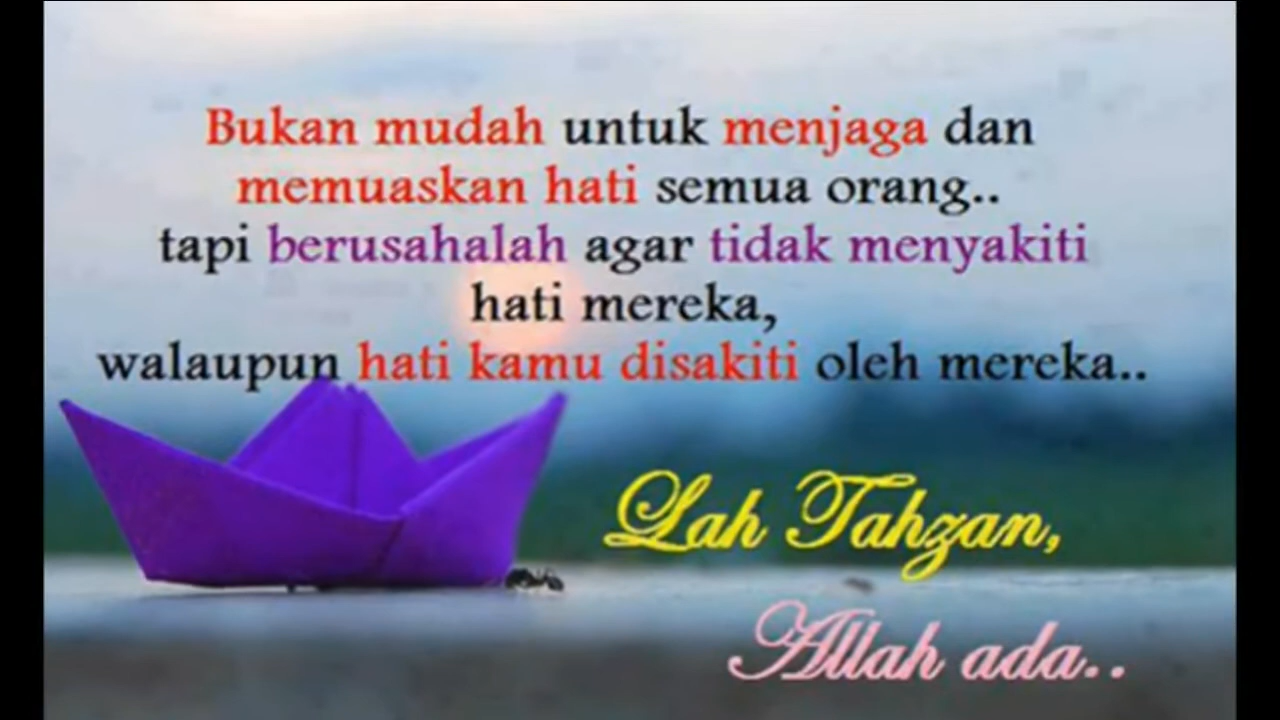 Bukan mudah untuk menjaga dan
memuaskan hati semua orang..
tapi berusahalah agar tidak menyakiti
hati mereka,
walaupun hati kamu disakiti oleh mereka..
Lah Tahzan,
Allah ada..